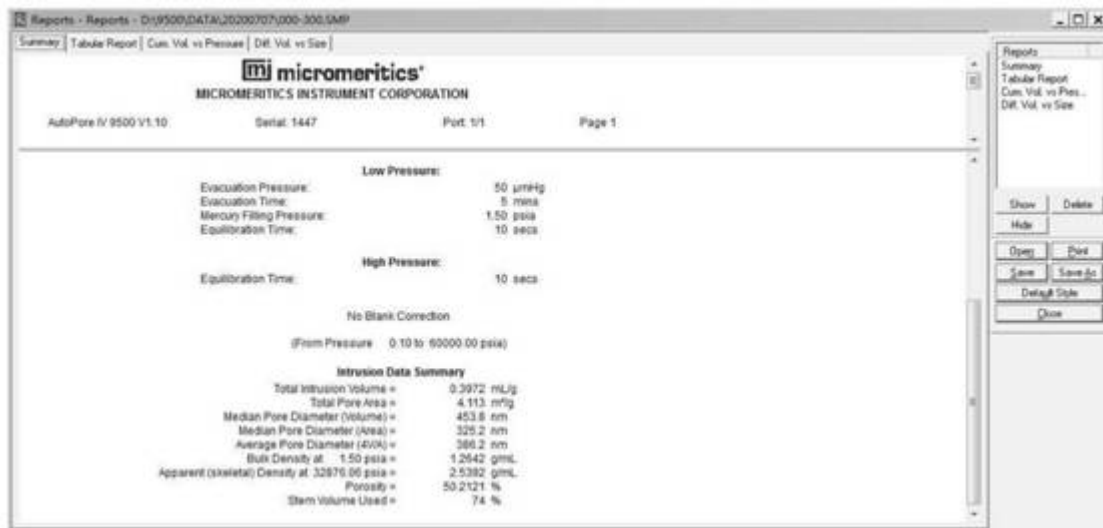 Reports - Reports - D:\9500\DATA\20200707\000-300.SMP
Summary Tabular Report Cum. Vol. vs Pressure Diff. Vol. vs Size
mi micromeritics®
MICROMERITICS INSTRUMENT CORPORATION
AutoPore IV 9500 V1.10 Serial: 1447 Port: 1/1 Page 1
Low Pressure:
Evacuation Pressure: 50 µmHg
Evacuation Time: 5 mins
Mercury Filling Pressure: 1.50 psia
Equilibration Time: 10 secs
High Pressure:
Equilibration Time: 10 secs
No Blank Correction
(From Pressure 0.10 to 60000.00 psia)
Intrusion Data Summary
Total Intrusion Volume = 0.3972 mL/g
Total Pore Area = 4.113 m²/g
Median Pore Diameter (Volume) = 453.8 nm
Median Pore Diameter (Area) = 325.2 nm
Average Pore Diameter (4V/A) = 386.2 nm
Bulk Density at 1.50 psia = 1.2642 g/mL
Apparent (skeletal) Density at 32876.06 psia = 2.5392 g/mL
Porosity = 50.2121 %
Stem Volume Used = 74 %
Reports
Summary
Tabular Report
Cum. Vol. vs Pres...
Diff. Vol. vs Size
Show Delete
Hide
Open Print
Save Save As
Default Style
Close